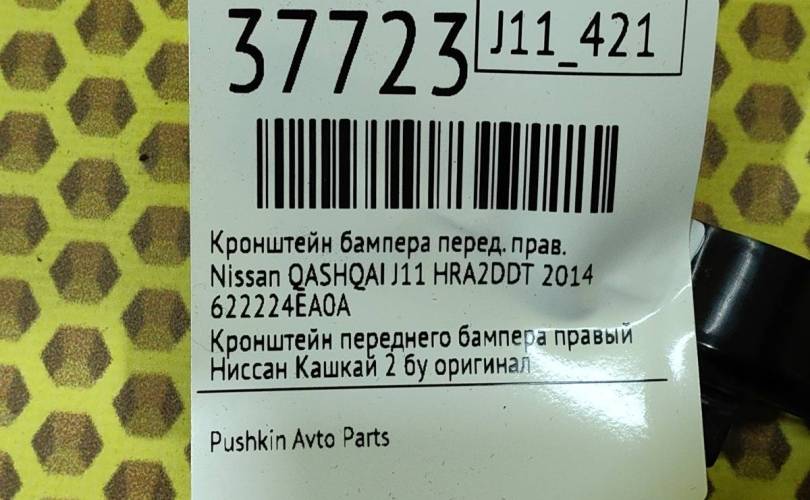 37723
J11_421
Кронштейн бампера перед. прав.
Nissan QASHQAI J11 HRA2DDT 2014
622224EA0A
Кронштейн переднего бампера правый
Ниссан Кашкай 2 бу оригинал
Pushkin Avto Parts